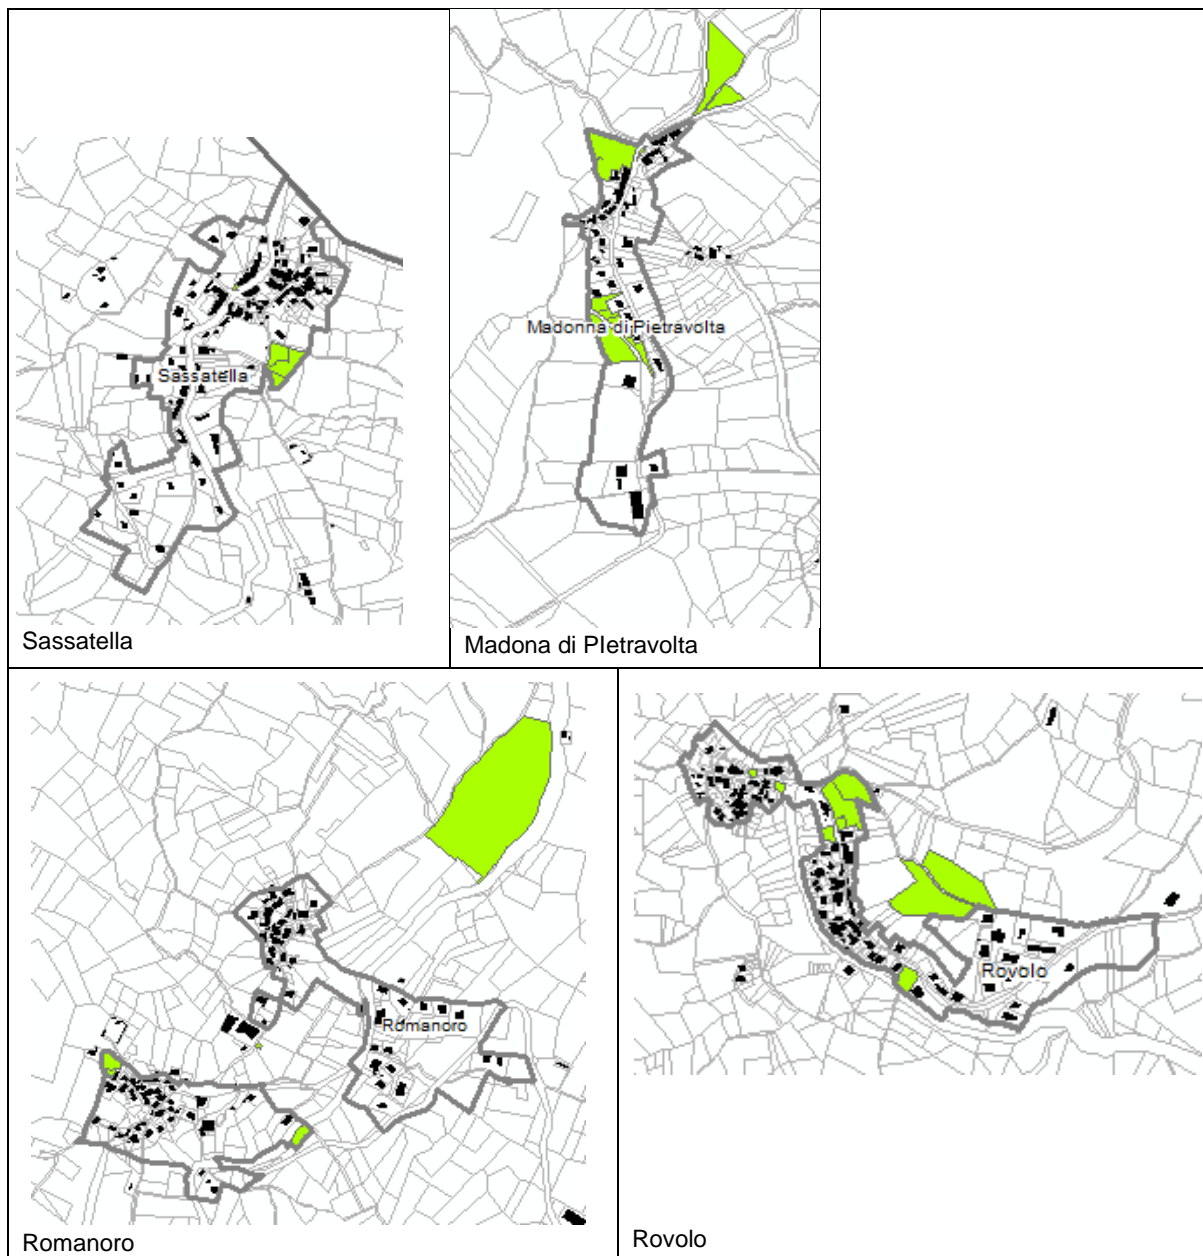 Sassatella
Sassatella
Madonna di Pietravolta
Madona di PIetravolta
Romanoro
Romanoro
Rovolo
Rovolo